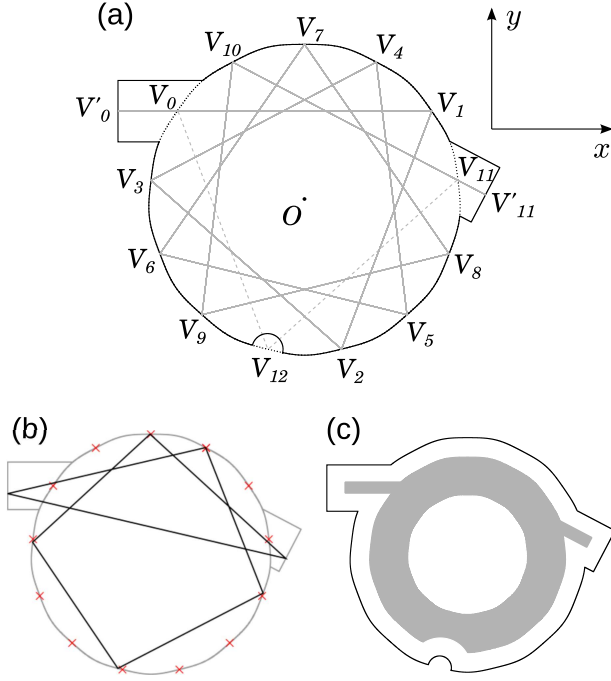 (a)
y
x
V₇
V₁₀
V₄
V'₀
V₀
V₁
V₁₁
V'₁₁
V₃
O
V₆
V₈
V₉
V₅
V₁₂
V₂
(b)
(c)